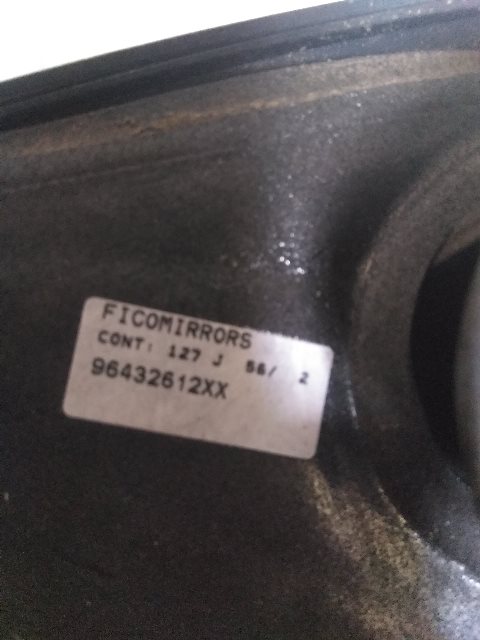 FICOMIRRORS
CONT: 127 J 56/ 2
96432612XX